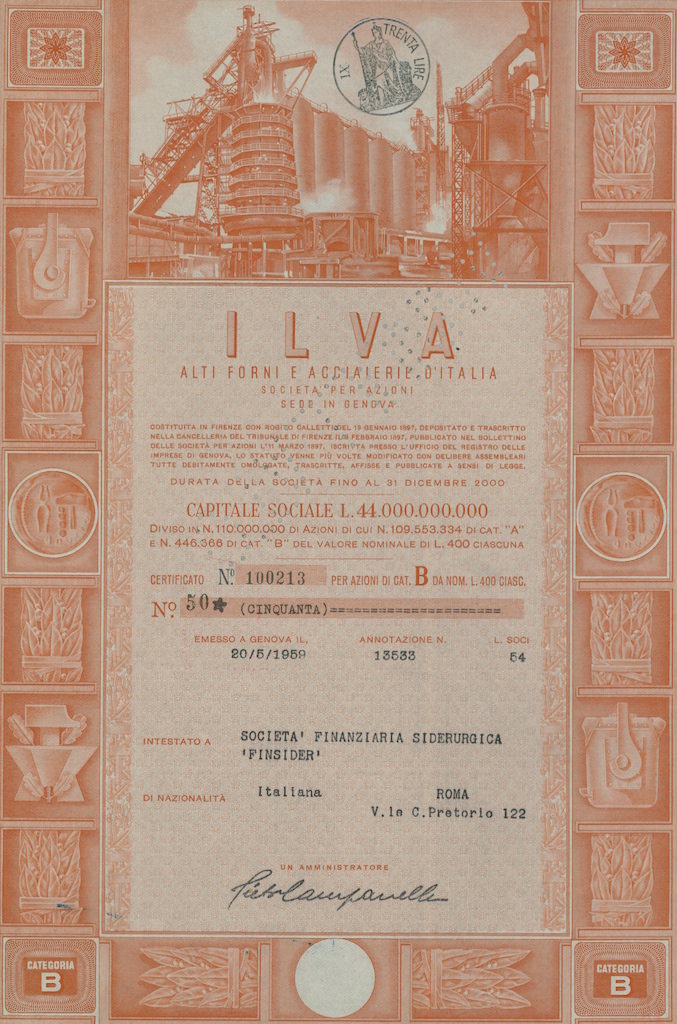 TRENTA LIRE
IX
ILVA
ALTI FORNI E ACCIAIERIE D'ITALIA
SOCIETÀ PER AZIONI
SEDE IN GENOVA
COSTITUITA IN FIRENZE CON ROGITO CALLETTI DEL 19 GENNAIO 1897, DEPOSITATO E TRASCRITTO
NELLA CANCELLERIA DEL TRIBUNALE DI FIRENZE IL 3 FEBBRAIO 1897, PUBBLICATO NEL BOLLETTINO
DELLE SOCIETÀ PER AZIONI L'11 MARZO 1897, ISCRITTA PRESSO L'UFFICIO DEL REGISTRO DELLE
IMPRESE DI GENOVA, LO STATUTO VENNE PIÙ VOLTE MODIFICATO CON DELIBERE ASSEMBLEARI
TUTTE DEBITAMENTE OMOLOGATE, TRASCRITTE, AFFISSE E PUBBLICATE A SENSI DI LEGGE.
DURATA DELLA SOCIETÀ FINO AL 31 DICEMBRE 2000
CAPITALE SOCIALE L. 44.000.000.000
DIVISO IN N. 110.000.000 DI AZIONI DI CUI N. 109.553.334 DI CAT. "A"
E N. 446.666 DI CAT. "B" DEL VALORE NOMINALE DI L. 400 CIASCUNA
CERTIFICATO Nº 100213 PER AZIONI DI CAT. B DA NOM. L. 400 CIASC.
Nº 50★ (CINQUANTA)=====================
EMESSO A GENOVA IL, ANNOTAZIONE N. L. SOCI
20/5/1959 13533 54
INTESTATO A SOCIETA' FINANZIARIA SIDERURGICA
'FINSIDER'
DI NAZIONALITÀ Italiana ROMA
V.le C.Pretorio 122
UN AMMINISTRATORE
CATEGORIA
B
CATEGORIA
B